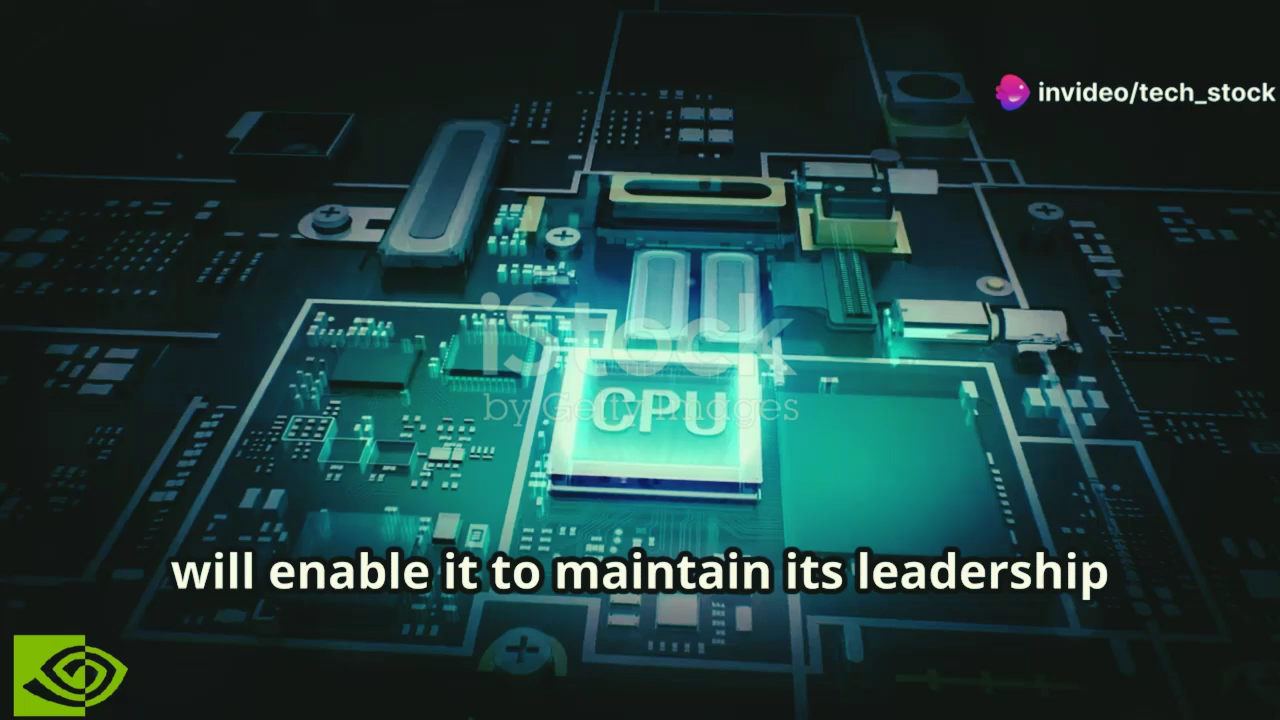 invideo/tech_stock
iStock
by Getty Images
CPU
will enable it to maintain its leadership